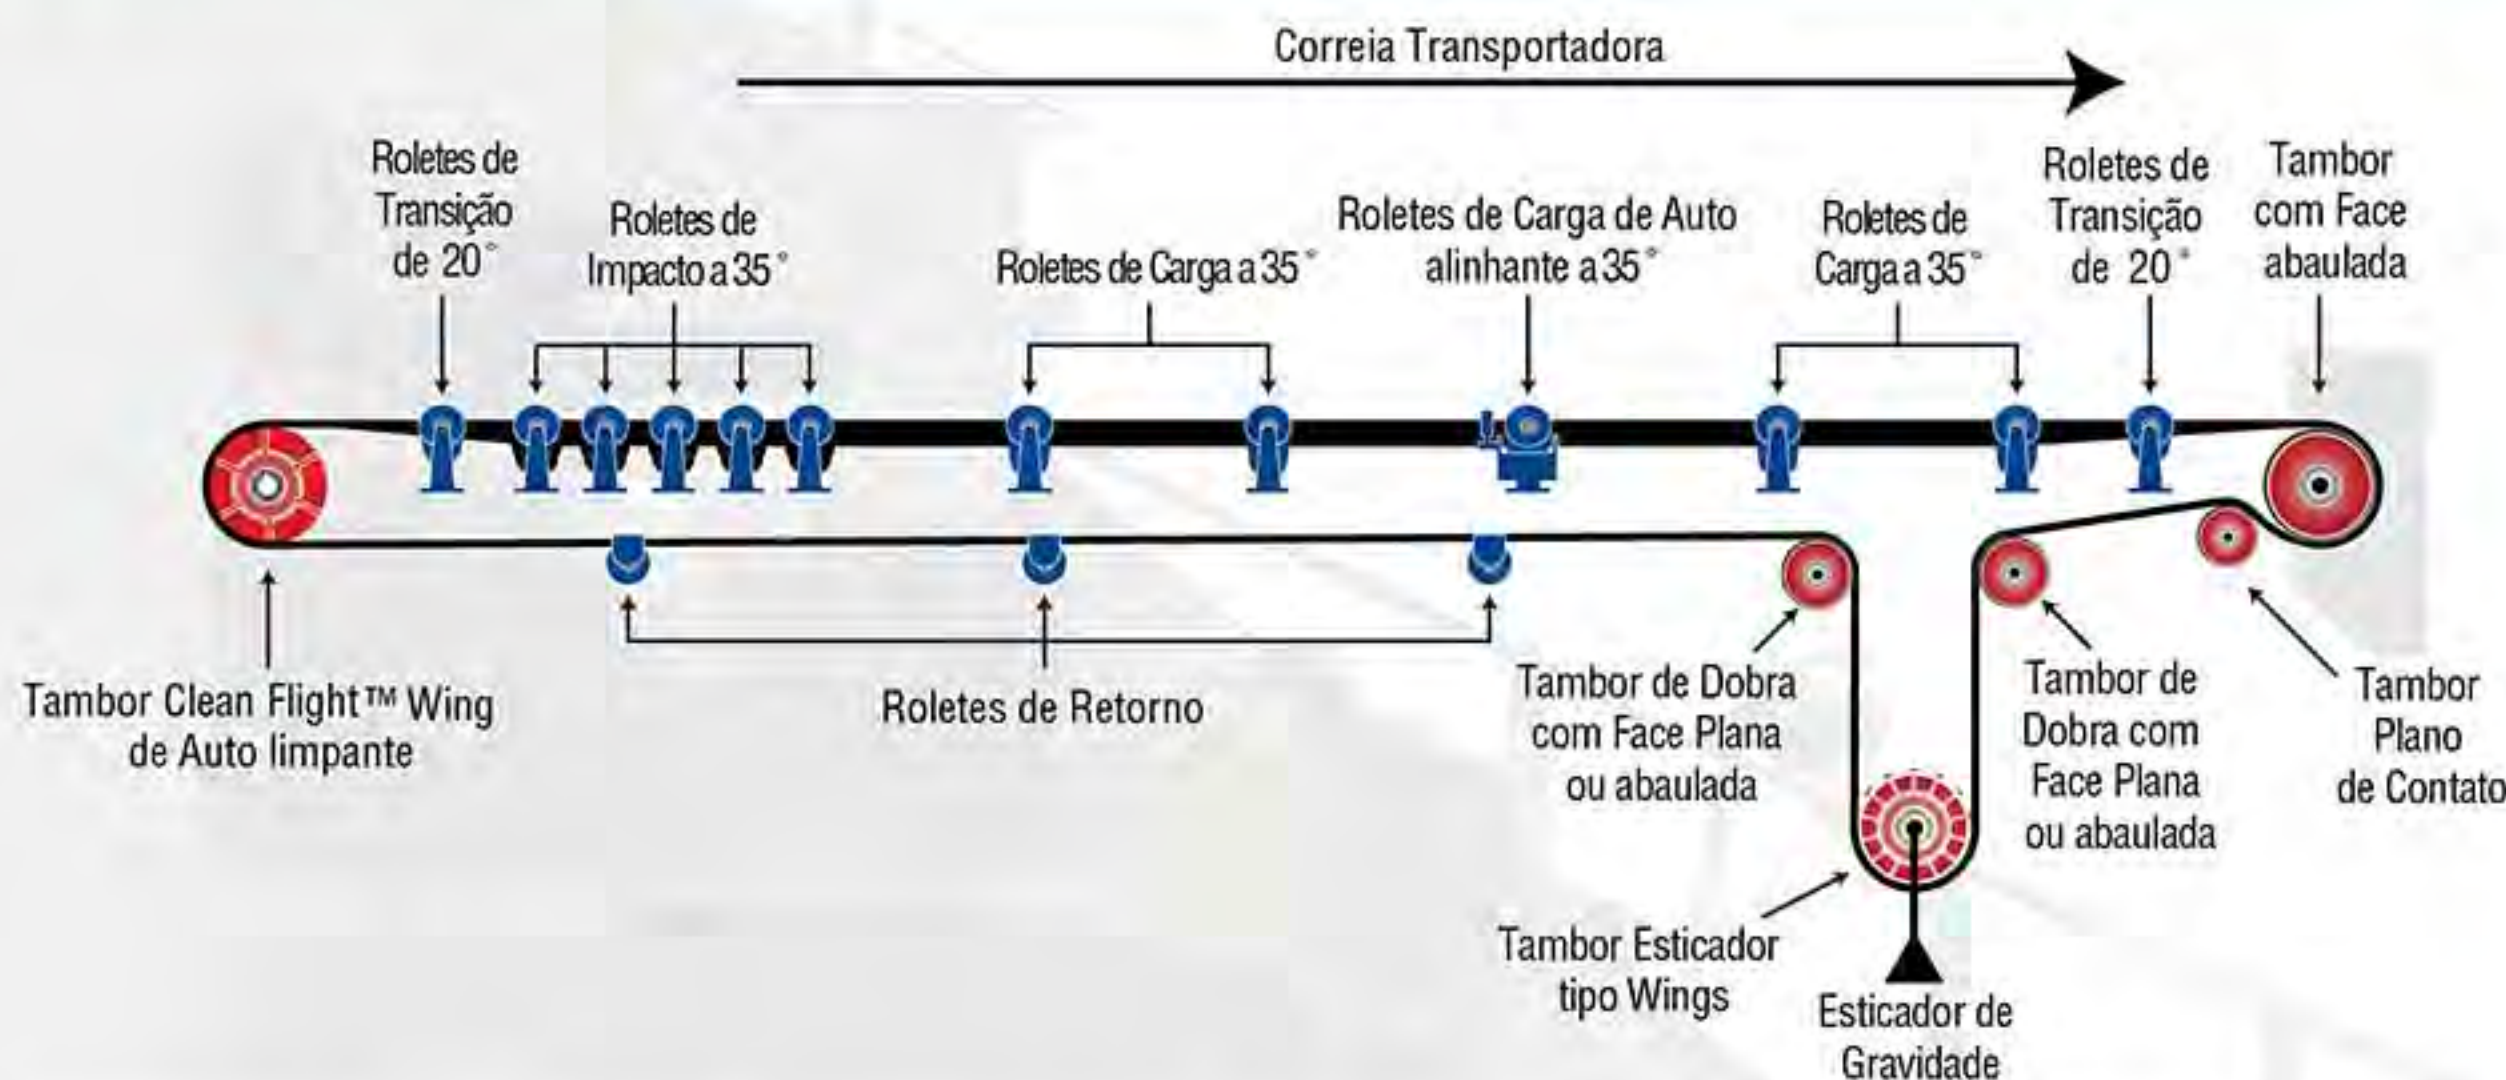 Correia Transportadora
Roletes de
Transição
de 20°
Roletes de
Impacto a 35°
Roletes de Carga a 35°
Roletes de Carga de Auto
alinhante a 35°
Roletes de
Carga a 35°
Roletes de
Transição
de 20°
Tambor
com Face
abaulada
Tambor Clean Flight™ Wing
de Auto limpante
Roletes de Retorno
Tambor de Dobra
com Face Plana
ou abaulada
Tambor de
Dobra com
Face Plana
ou abaulada
Tambor
Plano
de Contato
Tambor Esticador
tipo Wings
Esticador de
Gravidade